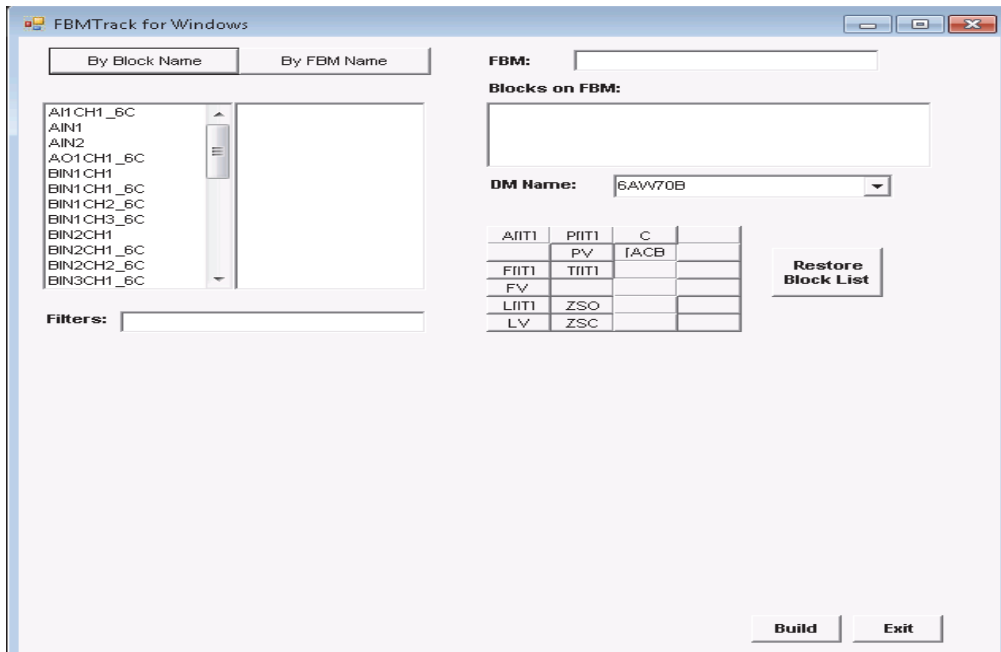 FBMTrack for Windows
By Block Name By FBM Name
AI1CH1_6C
AIN1
AIN2
AO1CH1_6C
BIN1CH1
BIN1CH1_6C
BIN1CH2_6C
BIN1CH3_6C
BIN2CH1
BIN2CH1_6C
BIN2CH2_6C
BIN3CH1_6C
Filters:
FBM:
Blocks on FBM:
DM Name: 6AW70B
A[IT] P[IT] C
PV [ACB
F[IT] T[IT]
FV
L[IT] ZSO
LV ZSC
Restore
Block List
Build Exit